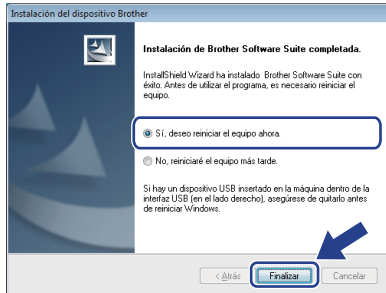 Instalación del dispositivo Brother
Instalación de Brother Software Suite completada.
InstallShield Wizard ha instalado Brother Software Suite con
éxito. Antes de utilizar el programa, es necesario reiniciar el
equipo.
Sí, deseo reiniciar el equipo ahora.
No, reiniciaré el equipo más tarde.
Si hay un dispositivo USB insertado en la máquina dentro de la
interfaz USB (en el lado derecho), asegúrese de quitarlo antes
de reiniciar Windows.
< Atrás Finalizar Cancelar